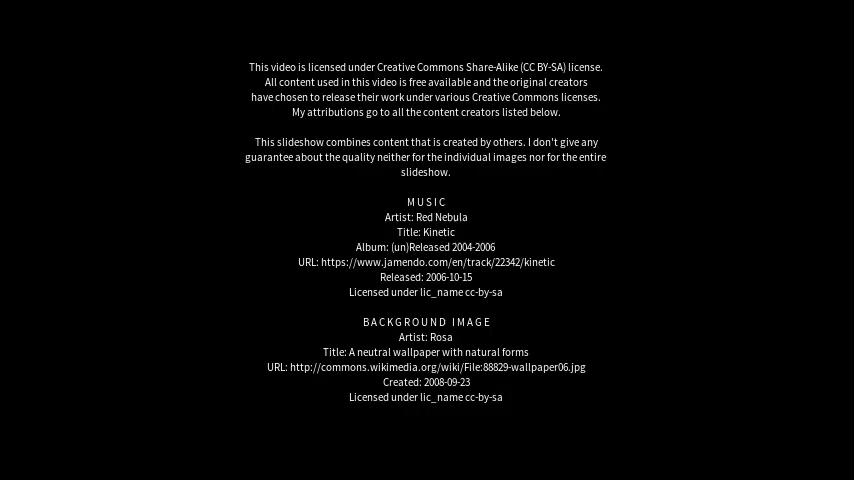 This video is licensed under Creative Commons Share-Alike (CC BY-SA) license.
All content used in this video is free available and the original creators
have chosen to release their work under various Creative Commons licenses.
My attributions go to all the content creators listed below.
This slideshow combines content that is created by others. I don't give any
guarantee about the quality neither for the individual images nor for the entire
slideshow.
MUSIC
Artist: Red Nebula
Title: Kinetic
Album: (un)Released 2004-2006
URL: https://www.jamendo.com/en/track/22342/kinetic
Released: 2006-10-15
Licensed under lic_name cc-by-sa
BACKGROUND IMAGE
Artist: Rosa
Title: A neutral wallpaper with natural forms
URL: http://commons.wikimedia.org/wiki/File:88829-wallpaper06.jpg
Created: 2008-09-23
Licensed under lic_name cc-by-sa